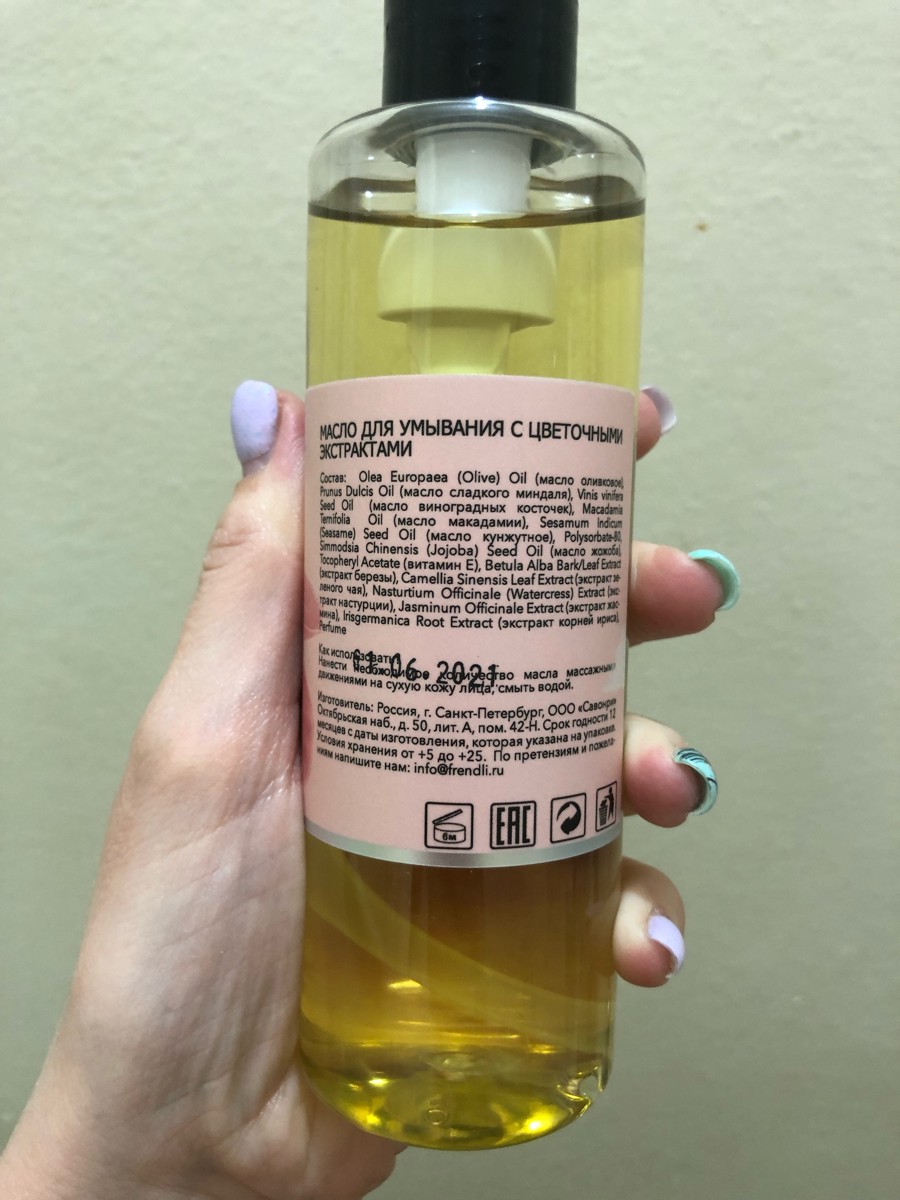 МАСЛО ДЛЯ УМЫВАНИЯ С ЦВЕТОЧНЫМИ
ЭКСТРАКТАМИ
Состав: Olea Europaea (Olive) Oil (масло оливковое),
Prunus Dulcis Oil (масло сладкого миндаля), Vinis vinifera
Seed Oil (масло виноградных косточек), Macadamia
Ternifolia Oil (масло макадамии), Sesamum Indicum
(Seasame) Seed Oil (масло кунжутное), Polysorbate-80,
Simmodsia Chinensis (Jojoba) Seed Oil (масло жожоба),
Tocopheryl Acetate (витамин Е), Betula Alba Bark/Leaf Extract
(экстракт березы), Camellia Sinensis Leaf Extract (экстракт зе-
леного чая), Nasturtium Officinale (Watercress) Extract (экс-
тракт настурции), Jasminum Officinale Extract (экстракт жас-
мина), Irisgermanica Root Extract (экстракт корней ириса),
Perfume
Как использовать:
01 06 2021
Нанести необходимое количество масла массажными
движениями на сухую кожу лица, смыть водой.
Изготовитель: Россия, г. Санкт-Петербург, ООО «Савонри»
Октябрьская наб., д. 50, лит. А, пом. 42-Н. Срок годности 12
месяцев с даты изготовления, которая указана на упаковке.
Условия хранения от +5 до +25. По претензиям и пожела-
ниям напишите нам: info@frendli.ru
6м
EAC